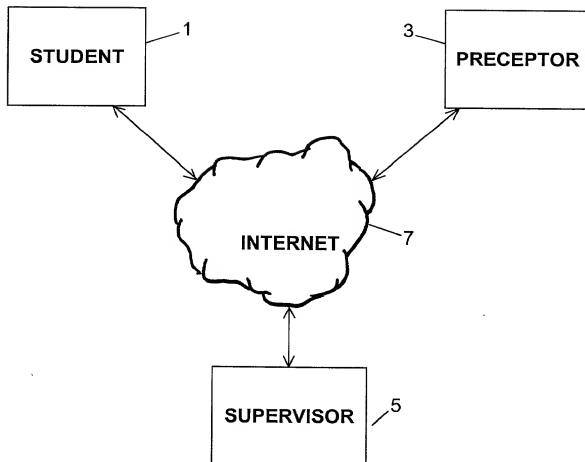 STUDENT
1
PRECEPTOR
3
INTERNET
7
SUPERVISOR
5